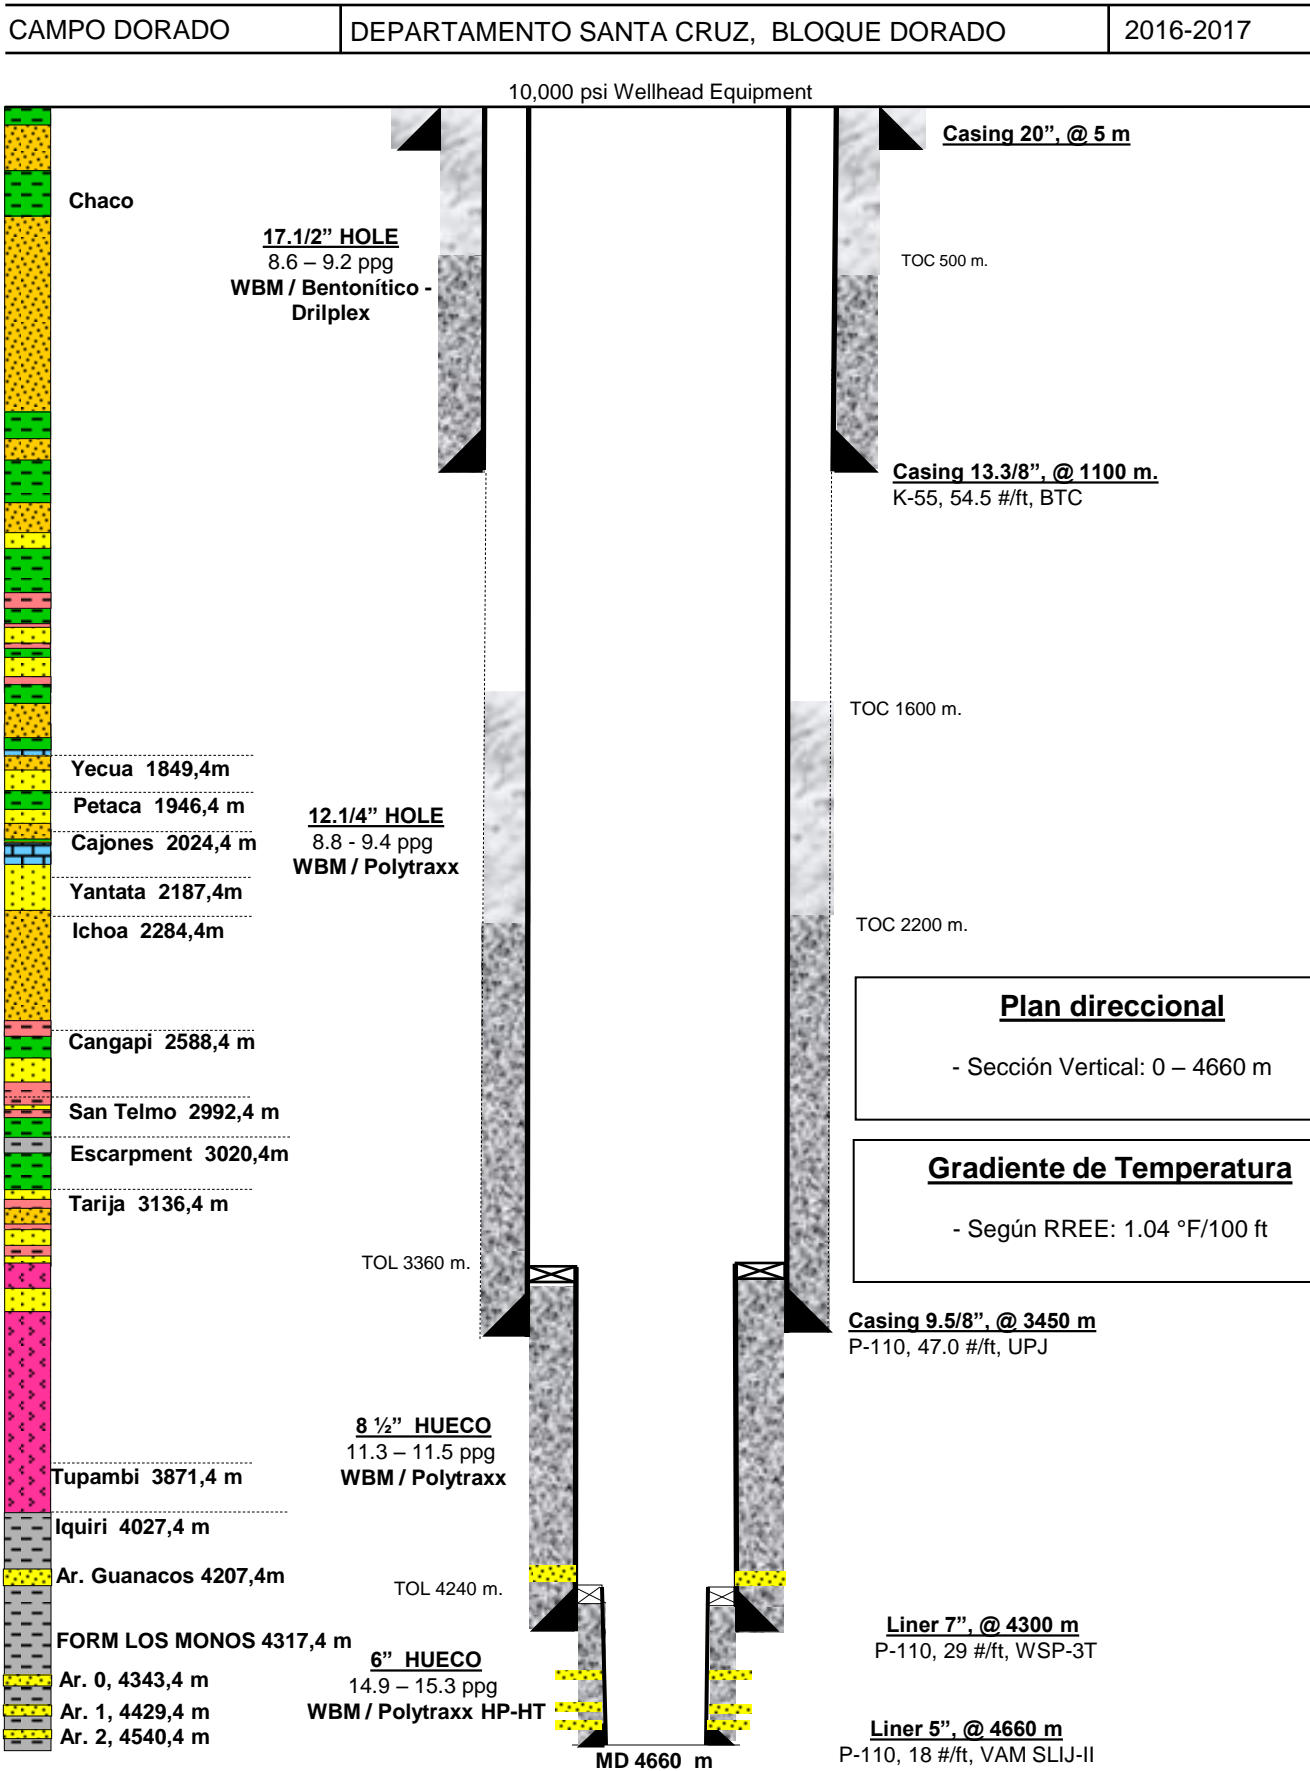 CAMPO DORADO
DEPARTAMENTO SANTA CRUZ, BLOQUE DORADO
2016-2017
10,000 psi Wellhead Equipment
Casing 20”, @ 5 m
Chaco
17.1/2” HOLE
8.6 – 9.2 ppg
WBM / Bentonítico -
Drilplex
TOC 500 m.
Casing 13.3/8”, @ 1100 m.
K-55, 54.5 #/ft, BTC
TOC 1600 m.
Yecua 1849,4m
Petaca 1946,4 m
Cajones 2024,4 m
12.1/4” HOLE
8.8 - 9.4 ppg
WBM / Polytraxx
Yantata 2187,4m
Ichoa 2284,4m
TOC 2200 m.
Plan direccional
- Sección Vertical: 0 – 4660 m
Cangapi 2588,4 m
San Telmo 2992,4 m
Escarpment 3020,4m
Tarija 3136,4 m
Gradiente de Temperatura
- Según RREE: 1.04 °F/100 ft
TOL 3360 m.
Casing 9.5/8”, @ 3450 m
P-110, 47.0 #/ft, UPJ
8 ½” HUECO
11.3 – 11.5 ppg
WBM / Polytraxx
Tupambi 3871,4 m
Iquiri 4027,4 m
Ar. Guanacos 4207,4m
TOL 4240 m.
Liner 7”, @ 4300 m
P-110, 29 #/ft, WSP-3T
FORM LOS MONOS 4317,4 m
Ar. 0, 4343,4 m
Ar. 1, 4429,4 m
Ar. 2, 4540,4 m
6” HUECO
14.9 – 15.3 ppg
WBM / Polytraxx HP-HT
Liner 5”, @ 4660 m
P-110, 18 #/ft, VAM SLIJ-II
MD 4660 m